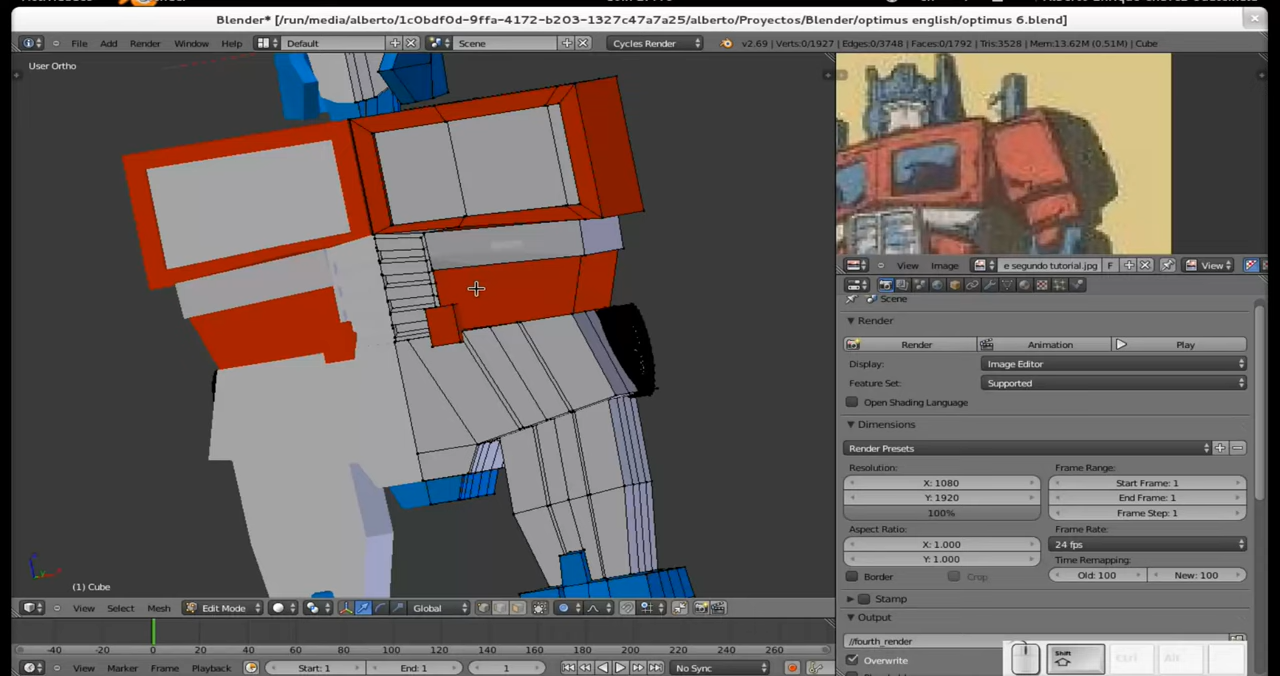 Blender* [/run/media/alberto/1c0bdf0d-9ffa-4172-b203-1327c47a7a25/alberto/Proyectos/Blender/optimus english/optimus 6.blend]
File Add Render Window Help Default Scene Cycles Render v2.69 | Verts:0/1927 | Edges:0/3748 | Faces:0/1792 | Tris:3528 | Mem:13.62M (0.51M) | Cube
User Ortho
View Image e segundo tutorial.jpg F View
Scene
Render
Render Animation Play
Display: Image Editor
Feature Set: Supported
Open Shading Language
Dimensions
Render Presets
Resolution: Frame Range:
X: 1080 Start Frame: 1
Y: 1920 End Frame: 1
100% Frame Step: 1
Aspect Ratio: Frame Rate:
X: 1.000 24 fps
Y: 1.000 Time Remapping:
Border Crop Old: 100 New: 100
(1) Cube
Stamp
View Select Mesh Edit Mode Global
Output
//fourth_render
-40 -20 0 20 40 60 80 100 120 140 160 180 200 220 240 260
Overwrite
Shift Ctrl Alt
View Marker Frame Playback Start: 1 End: 1 1 No Sync